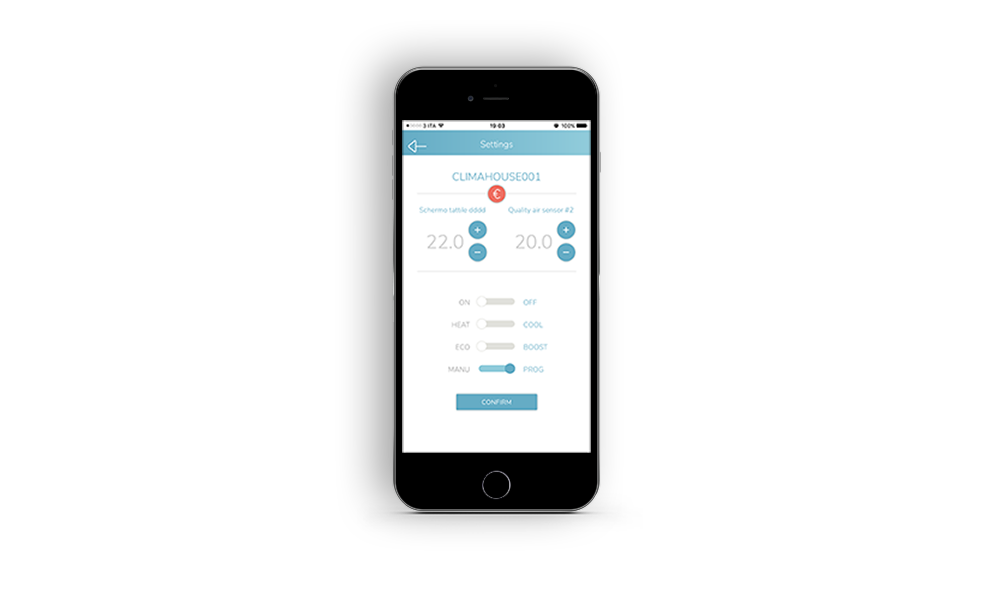 3 ITA 19:03 100%
Settings
CLIMAHOUSE001
€
Schermo tattile dddd Quality air sensor #2
22.0 + 20.0 +
− −
ON OFF
HEAT COOL
ECO BOOST
MANU PROG
CONFIRM